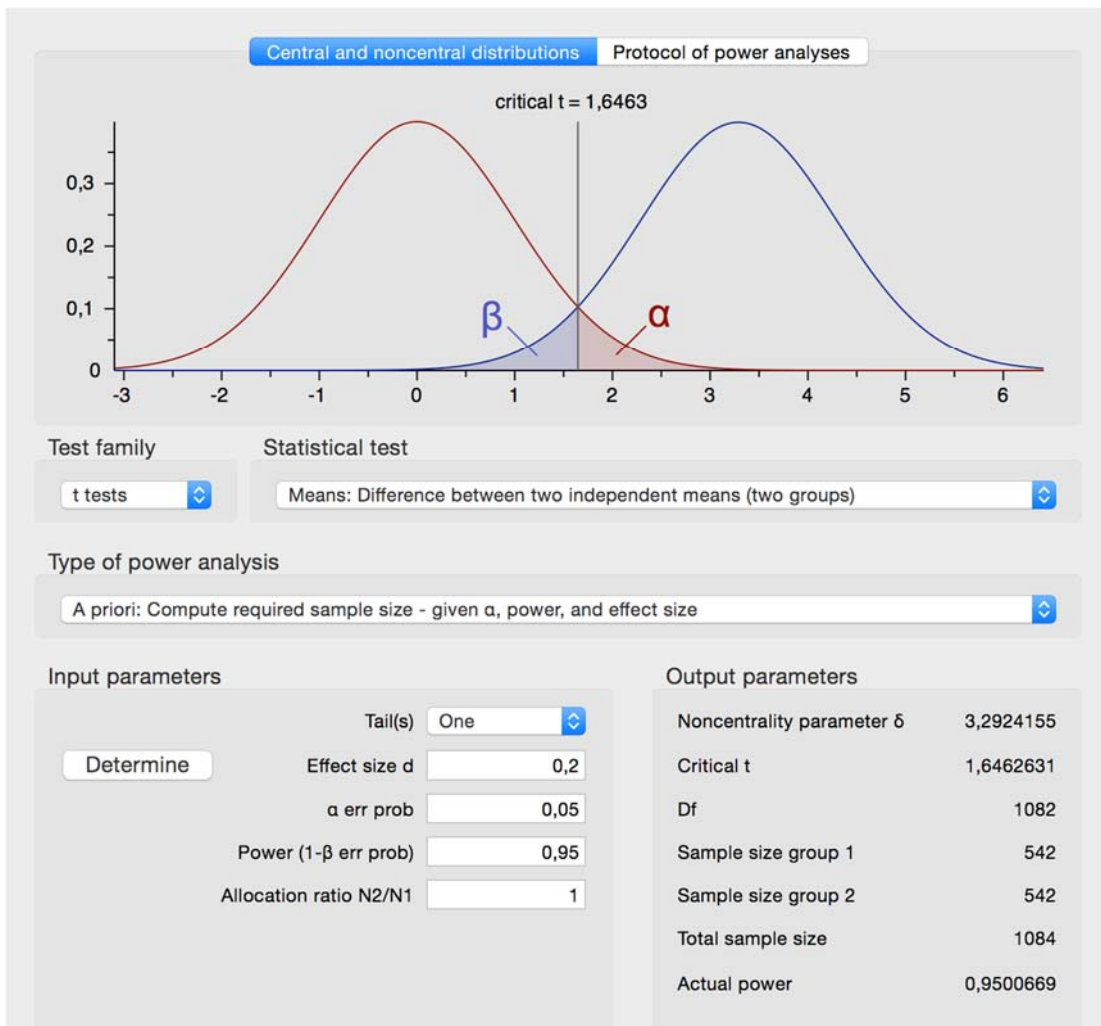 Central and noncentral distributions Protocol of power analyses
critical t = 1,6463
0,3
0,2
0,1
0
β α
-3 -2 -1 0 1 2 3 4 5 6
Test family Statistical test
t tests Means: Difference between two independent means (two groups)
Type of power analysis
A priori: Compute required sample size - given α, power, and effect size
Input parameters Output parameters
Tail(s) One Noncentrality parameter δ 3,2924155
Determine Effect size d 0,2 Critical t 1,6462631
α err prob 0,05 Df 1082
Power (1-β err prob) 0,95 Sample size group 1 542
Allocation ratio N2/N1 1 Sample size group 2 542
Total sample size 1084
Actual power 0,9500669